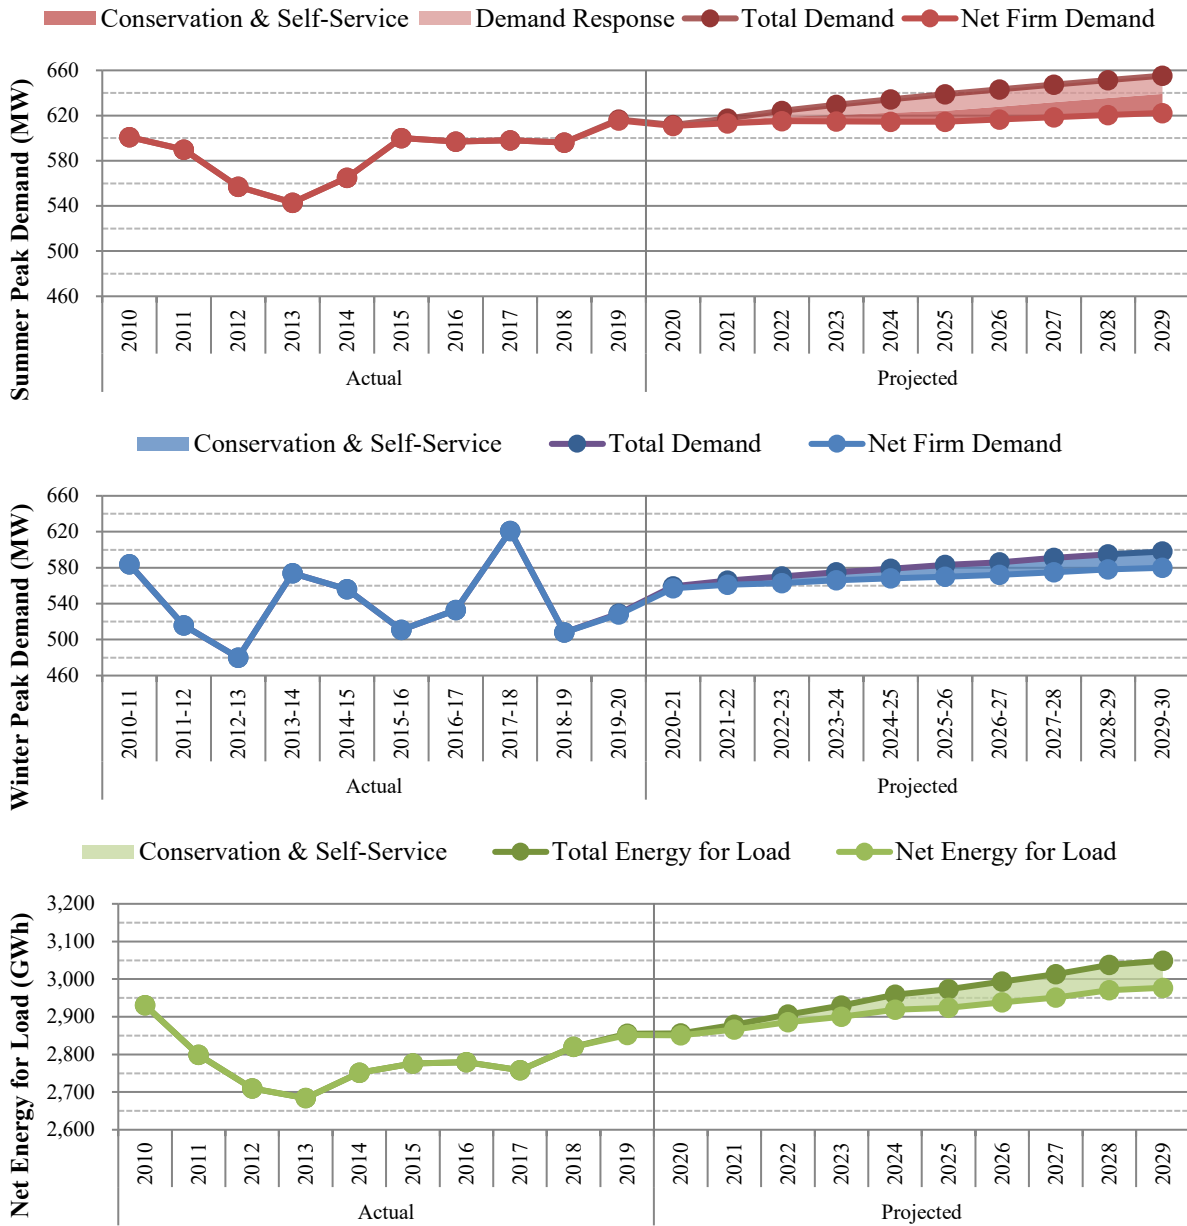 Conservation & Self-Service Demand Response Total Demand Net Firm Demand
Summer Peak Demand (MW)
660
620
580
540
500
460
2010 2011 2012 2013 2014 2015 2016 2017 2018 2019 2020 2021 2022 2023 2024 2025 2026 2027 2028 2029
Actual Projected
Conservation & Self-Service Total Demand Net Firm Demand
Winter Peak Demand (MW)
660
620
580
540
500
460
2010-11 2011-12 2012-13 2013-14 2014-15 2015-16 2016-17 2017-18 2018-19 2019-20 2020-21 2021-22 2022-23 2023-24 2024-25 2025-26 2026-27 2027-28 2028-29 2029-30
Actual Projected
Conservation & Self-Service Total Energy for Load Net Energy for Load
Net Energy for Load (GWh)
3,200
3,100
3,000
2,900
2,800
2,700
2,600
2010 2011 2012 2013 2014 2015 2016 2017 2018 2019 2020 2021 2022 2023 2024 2025 2026 2027 2028 2029
Actual Projected